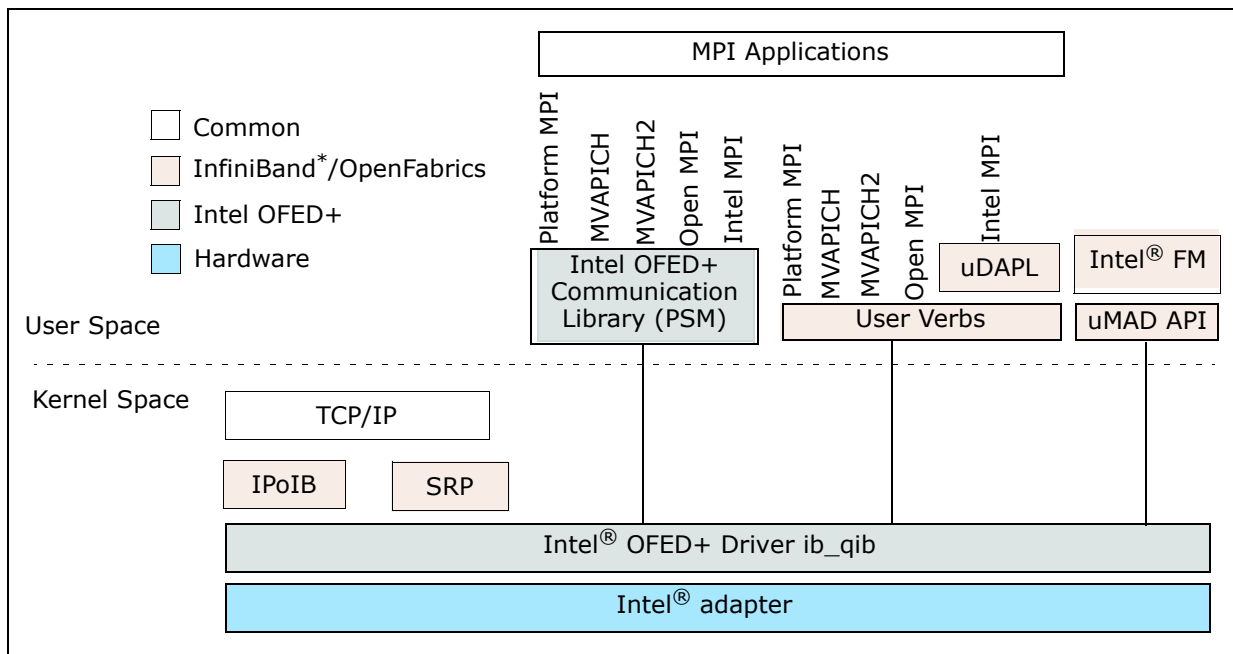 MPI Applications
Common
InfiniBand*/OpenFabrics
Intel OFED+
Hardware
Platform MPI
MVAPICH
MVAPICH2
Open MPI
Intel MPI
Platform MPI
MVAPICH
MVAPICH2
Open MPI
Intel MPI
Intel OFED+
Communication
Library (PSM)
uDAPL
Intel® FM
User Verbs
uMAD API
User Space
Kernel Space
TCP/IP
IPoIB
SRP
Intel® OFED+ Driver ib_qib
Intel® adapter